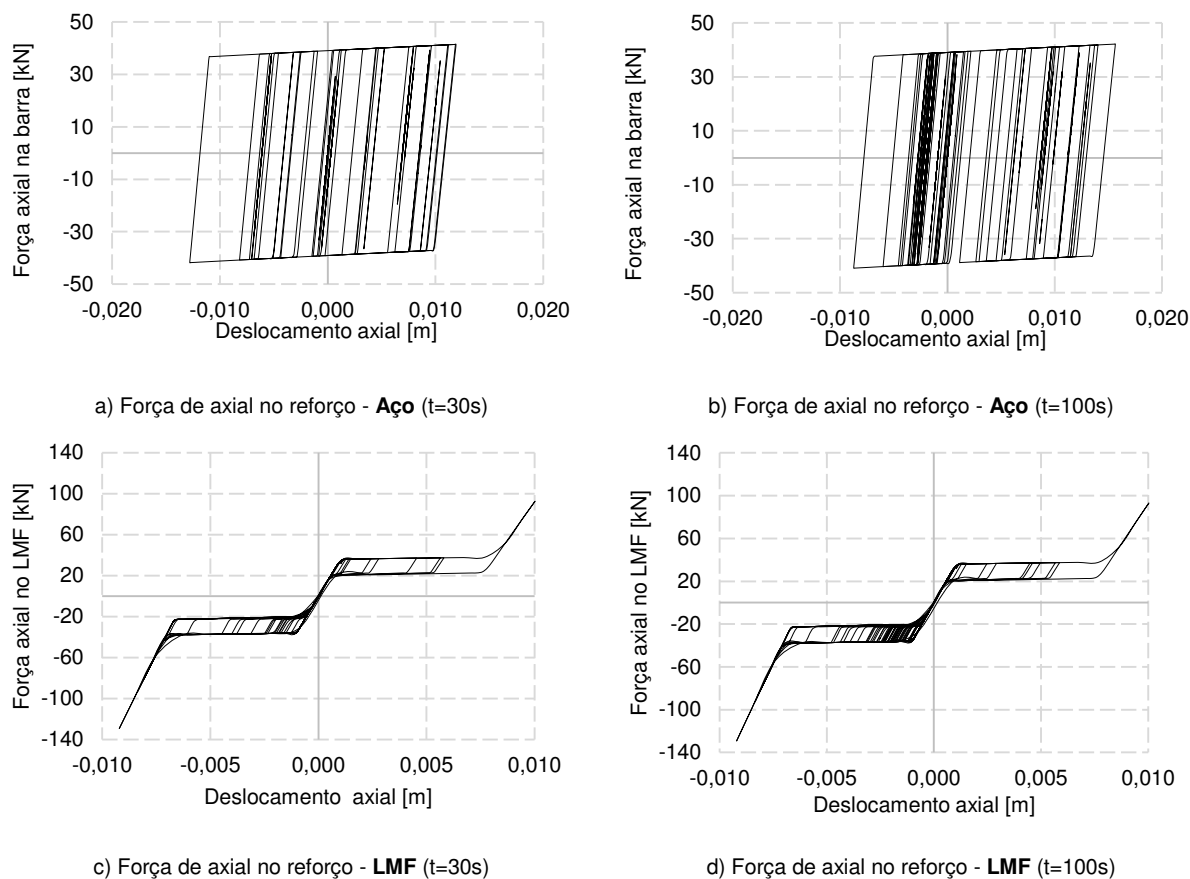 Força axial na barra [kN]
50
30
10
-10
-30
-50
-0,020 -0,010 0,000 0,010 0,020
Deslocamento axial [m]
a) Força de axial no reforço - Aço (t=30s)
Força axial na barra [kN]
50
30
10
-10
-30
-50
-0,020 -0,010 0,000 0,010 0,020
Deslocamento axial [m]
b) Força de axial no reforço - Aço (t=100s)
Força axial no LMF [kN]
140
100
60
20
-20
-60
-100
-140
-0,010 -0,005 0,000 0,005 0,010
Deslocamento axial [m]
c) Força de axial no reforço - LMF (t=30s)
Força axial no LMF [kN]
140
100
60
20
-20
-60
-100
-140
-0,010 -0,005 0,000 0,005 0,010
Deslocamento axial [m]
d) Força de axial no reforço - LMF (t=100s)